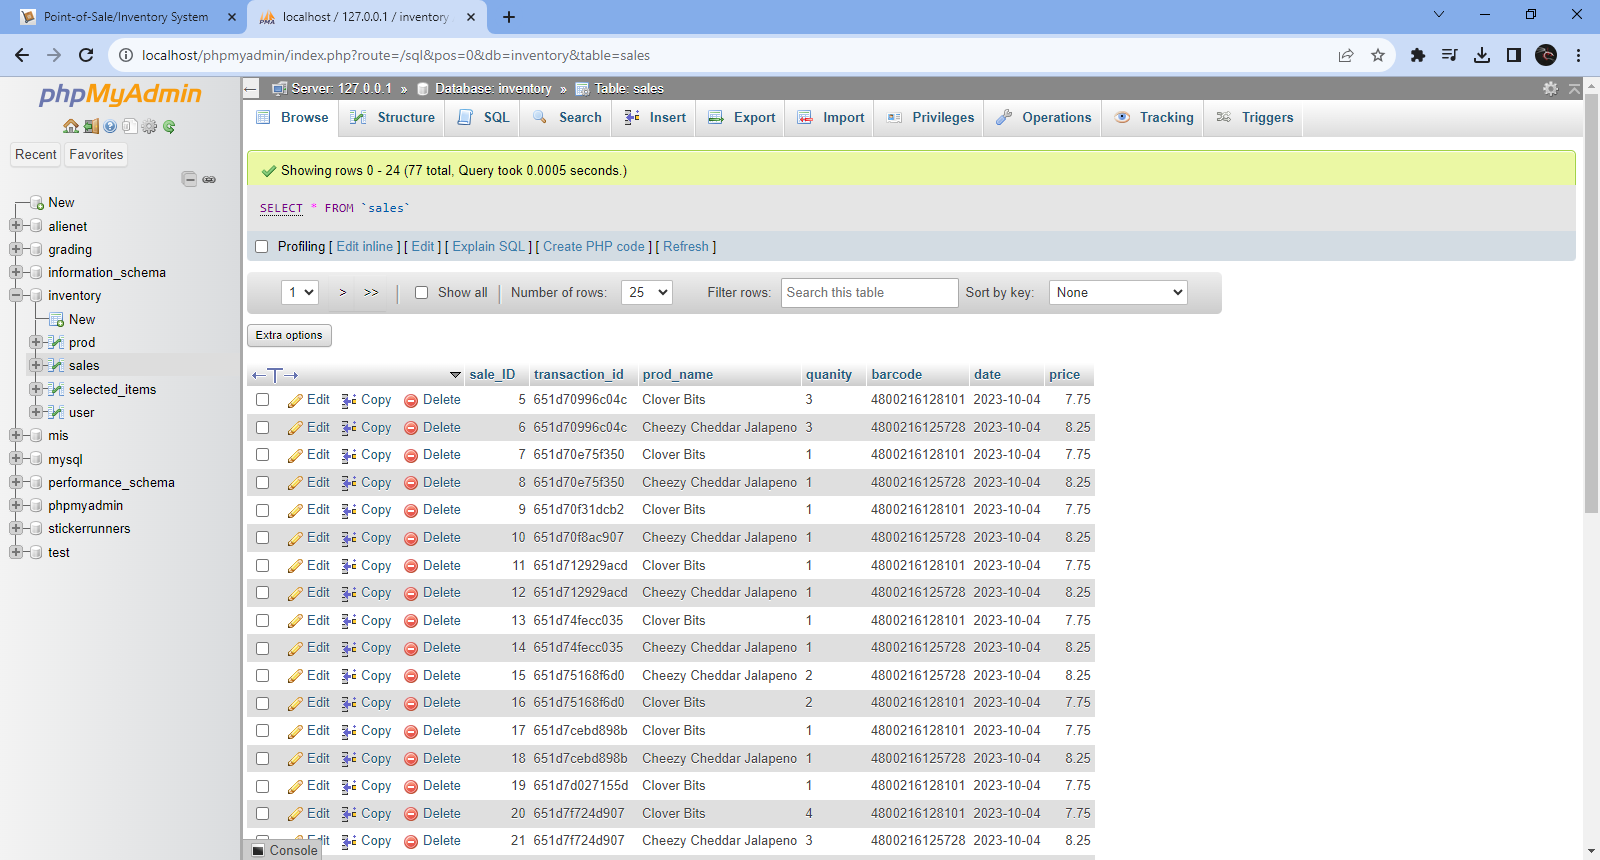 Point-of-Sale/Inventory System
localhost / 127.0.0.1 / inventory
localhost/phpmyadmin/index.php?route=/sql&pos=0&db=inventory&table=sales
phpMyAdmin
Recent
Favorites
New
alienet
grading
information_schema
inventory
New
prod
sales
selected_items
user
mis
mysql
performance_schema
phpmyadmin
stickerrunners
test
Server: 127.0.0.1 » Database: inventory » Table: sales
Browse Structure SQL Search Insert Export Import Privileges Operations Tracking Triggers
Showing rows 0 - 24 (77 total, Query took 0.0005 seconds.)
SELECT * FROM `sales`
Profiling [ Edit inline ] [ Edit ] [ Explain SQL ] [ Create PHP code ] [ Refresh ]
1 > >> Show all Number of rows: 25 Filter rows: Search this table Sort by key: None
Extra options
sale_ID transaction_id prod_name quanity barcode date price
Edit Copy Delete 5 651d70996c04c Clover Bits 3 4800216128101 2023-10-04 7.75
Edit Copy Delete 6 651d70996c04c Cheezy Cheddar Jalapeno 3 4800216125728 2023-10-04 8.25
Edit Copy Delete 7 651d70e75f350 Clover Bits 1 4800216128101 2023-10-04 7.75
Edit Copy Delete 8 651d70e75f350 Cheezy Cheddar Jalapeno 1 4800216125728 2023-10-04 8.25
Edit Copy Delete 9 651d70f31dcb2 Clover Bits 1 4800216128101 2023-10-04 7.75
Edit Copy Delete 10 651d70f8ac907 Cheezy Cheddar Jalapeno 1 4800216125728 2023-10-04 8.25
Edit Copy Delete 11 651d712929acd Clover Bits 1 4800216128101 2023-10-04 7.75
Edit Copy Delete 12 651d712929acd Cheezy Cheddar Jalapeno 1 4800216125728 2023-10-04 8.25
Edit Copy Delete 13 651d74fecc035 Clover Bits 1 4800216128101 2023-10-04 7.75
Edit Copy Delete 14 651d74fecc035 Cheezy Cheddar Jalapeno 1 4800216125728 2023-10-04 8.25
Edit Copy Delete 15 651d75168f6d0 Cheezy Cheddar Jalapeno 2 4800216125728 2023-10-04 8.25
Edit Copy Delete 16 651d75168f6d0 Clover Bits 2 4800216128101 2023-10-04 7.75
Edit Copy Delete 17 651d7cebd898b Clover Bits 1 4800216128101 2023-10-04 7.75
Edit Copy Delete 18 651d7cebd898b Cheezy Cheddar Jalapeno 1 4800216125728 2023-10-04 8.25
Edit Copy Delete 19 651d7d027155d Clover Bits 1 4800216128101 2023-10-04 7.75
Edit Copy Delete 20 651d7f724d907 Clover Bits 4 4800216128101 2023-10-04 7.75
Edit Copy Delete 21 651d7f724d907 Cheezy Cheddar Jalapeno 3 4800216125728 2023-10-04 8.25
Console